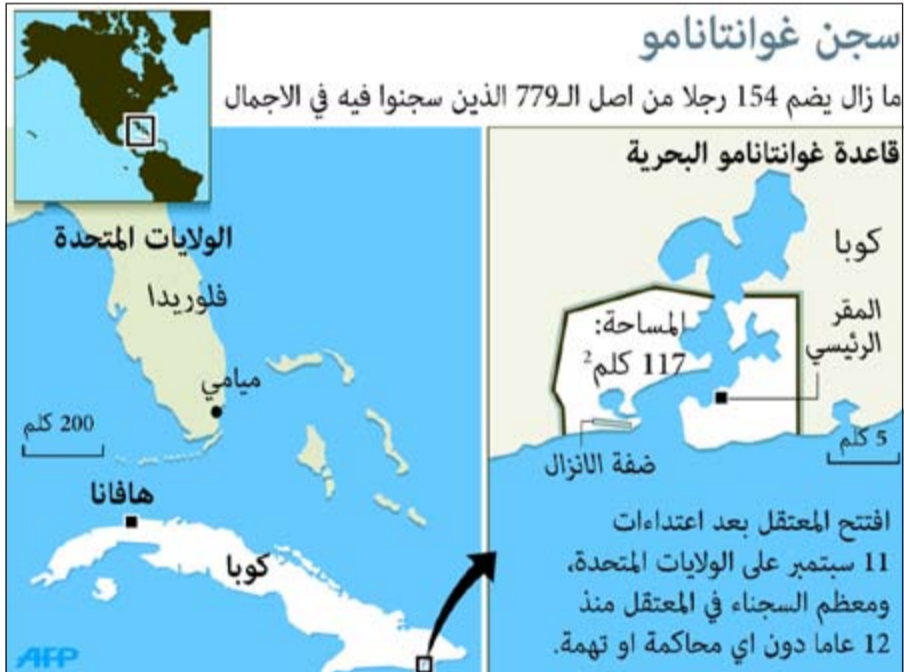 سجن غوانتانامو
ما زال يضم 154 رجلا من اصل الـ779 الذين سجنوا فيه في الاجمال
قاعدة غوانتانامو البحرية
كوبا
المقر
الرئيسي
المساحة:
117 كلم²
5 كلم
ضفة الانزال
افتتح المعتقل بعد اعتداءات
11 سبتمبر على الولايات المتحدة،
ومعظم السجناء في المعتقل منذ
12 عاما دون اي محاكمة او تهمة.
الولايات المتحدة
فلوريدا
ميامي
200 كلم
هافانا
كوبا
AFP